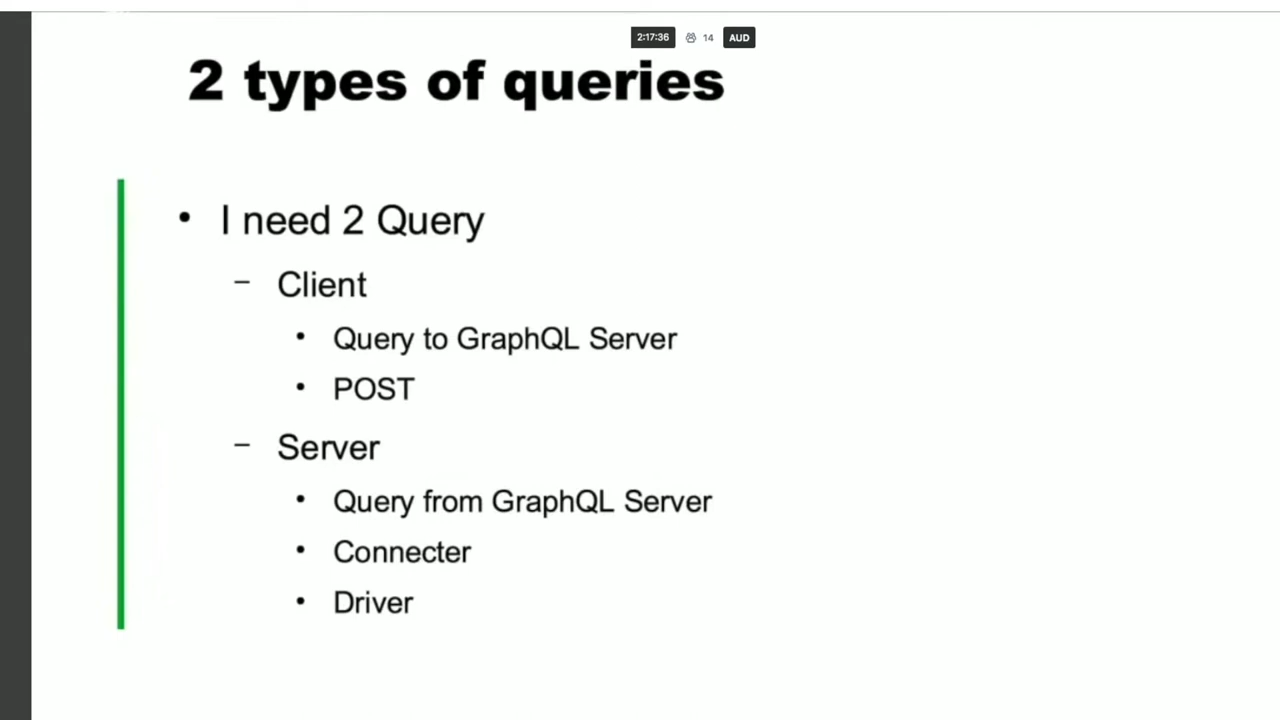 2:17:36 14 AUD
2 types of queries
• I need 2 Query
– Client
• Query to GraphQL Server
• POST
– Server
• Query from GraphQL Server
• Connecter
• Driver